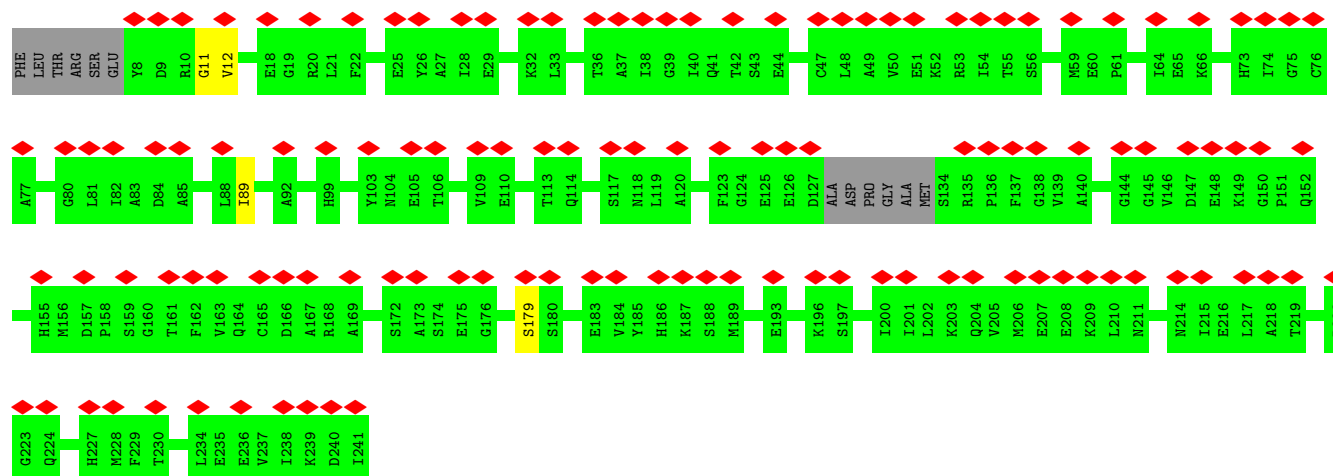 PHE LEU THR ARG SER GLU Y8 D9 R10 G11 V12 E18 G19 R20 L21 F22 E25 Y26 A27 I28 E29 K32 L33 T36 A37 I38 G39 I40 Q41 T42 S43 E44 C47 L48 A49 V50 E51 K52 R53 I54 T55 S56 M59 E60 P61 I64 E65 K66 H73 I74 G75 C76
A77 G80 L81 I82 A83 D84 A85 L88 I89 A92 H99 Y103 N104 E105 T106 V109 E110 T113 Q114 S117 N118 L119 A120 F123 G124 E125 E126 D127 ALA ASP PRO GLY ALA MET S134 R135 P136 F137 G138 V139 A140 G144 G145 V146 D147 E148 K149 G150 P151 Q152
H155 M156 D157 P158 S159 G160 T161 F162 V163 Q164 C165 D166 A167 R168 A169 S172 A173 S174 E175 G176 S179 S180 E183 V184 Y185 H186 K187 S188 M189 E193 K196 S197 I200 I201 L202 K203 Q204 V205 M206 E207 E208 K209 L210 N211 N214 I215 E216 L217 A218 T219
G223 Q224 H227 M228 F229 T230 L234 E235 E236 V237 I238 K239 D240 I241